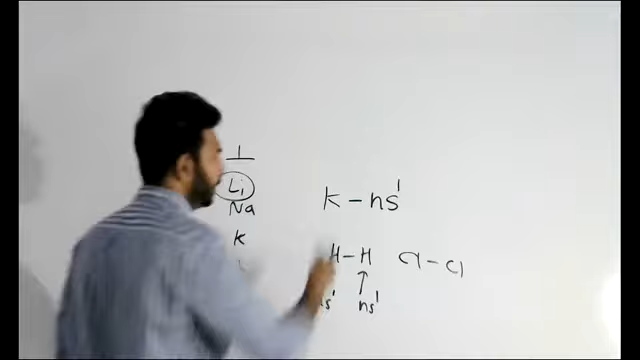 1
Li
Na
K
K – ns¹
H – H
Cl – Cl
ns¹